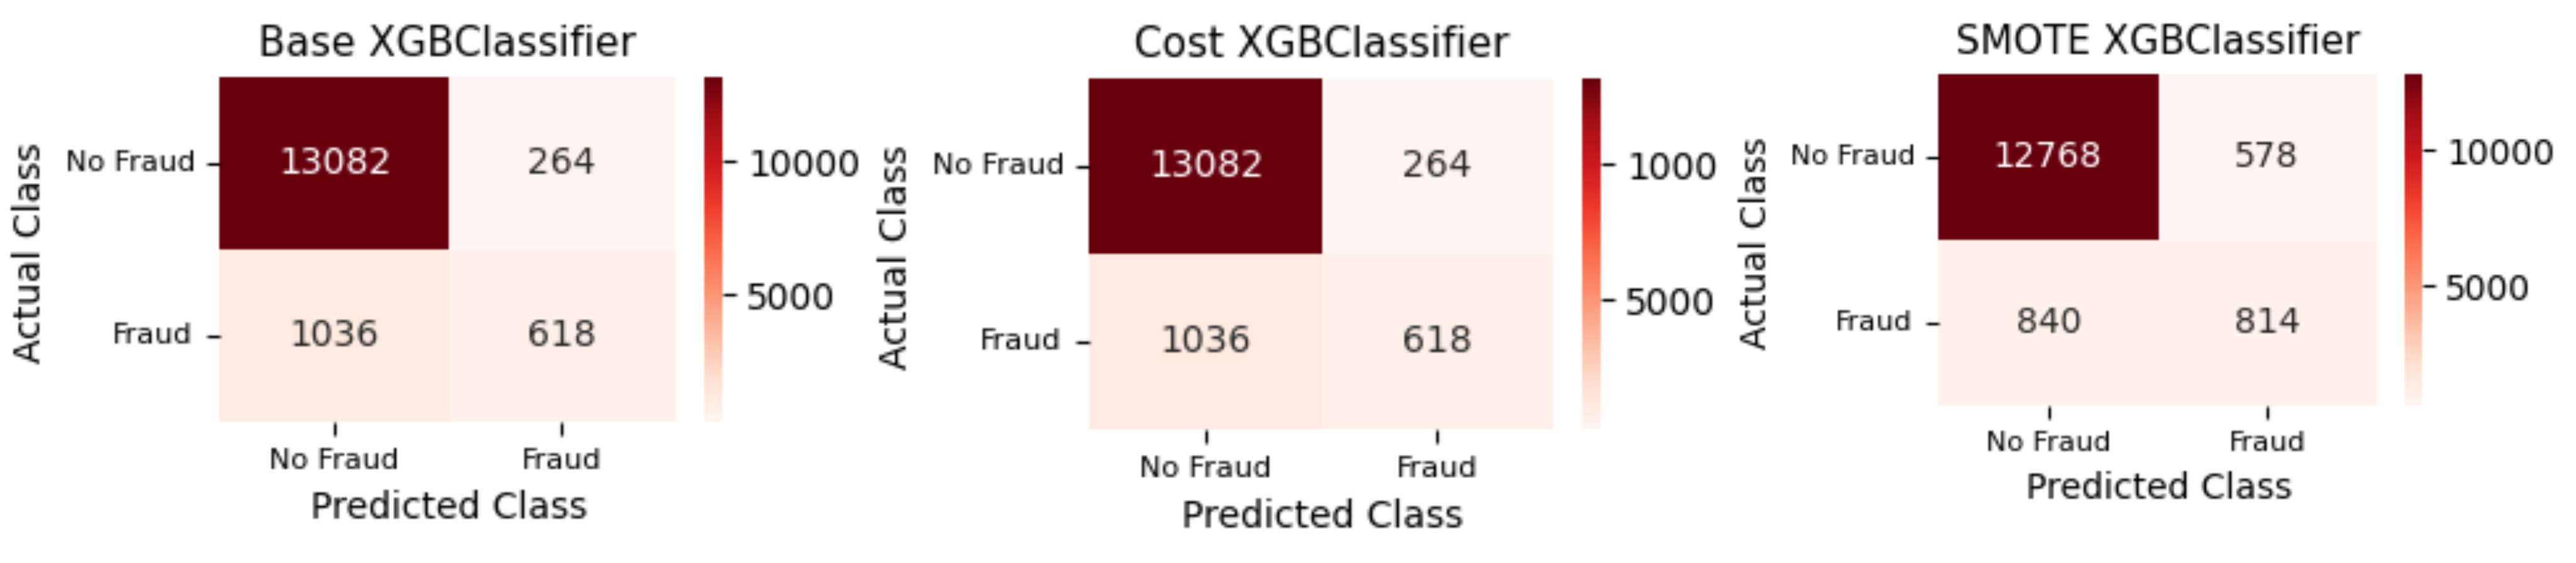 Base XGBClassifier
Actual Class
No Fraud
13082
264
10000
Fraud
1036
618
5000
No Fraud
Fraud
Predicted Class
Cost XGBClassifier
Actual Class
No Fraud
13082
264
1000
Fraud
1036
618
5000
No Fraud
Fraud
Predicted Class
SMOTE XGBClassifier
Actual Class
No Fraud
12768
578
10000
Fraud
840
814
5000
No Fraud
Fraud
Predicted Class